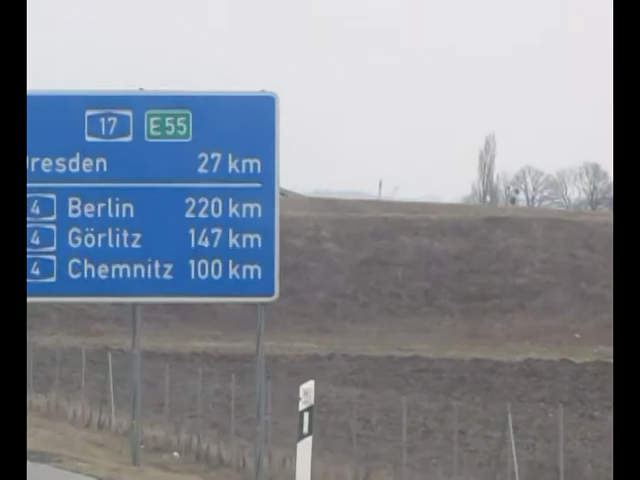 17 E55
resden 27 km
4 Berlin 220 km
4 Görlitz 147 km
4 Chemnitz 100 km